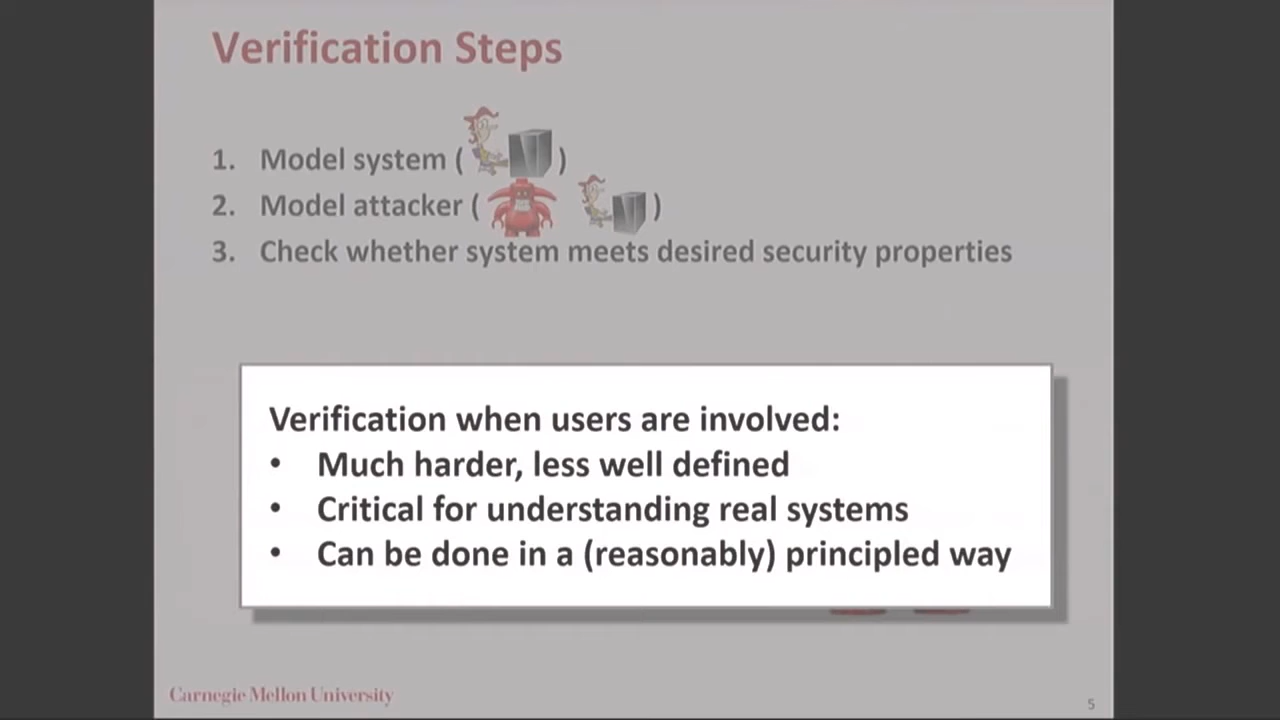 Verification Steps
1. Model system ( )
2. Model attacker ( )
3. Check whether system meets desired security properties
Verification when users are involved:
• Much harder, less well defined
• Critical for understanding real systems
• Can be done in a (reasonably) principled way
Carnegie Mellon University
5